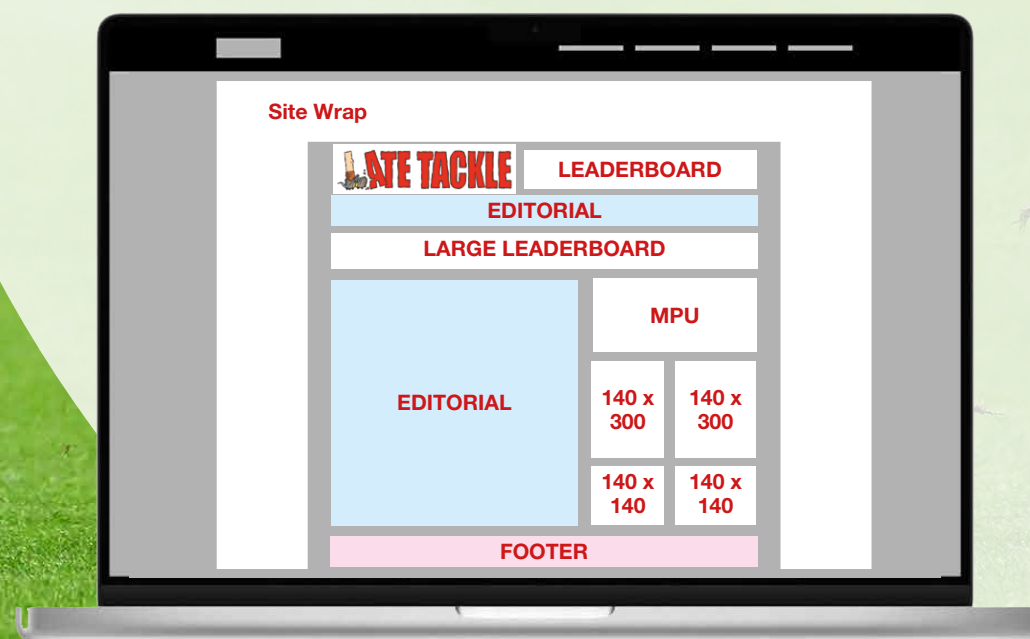 Site Wrap
LATE TACKLE
LEADERBOARD
EDITORIAL
LARGE LEADERBOARD
MPU
EDITORIAL
140 x
300
140 x
300
140 x
140
140 x
140
FOOTER